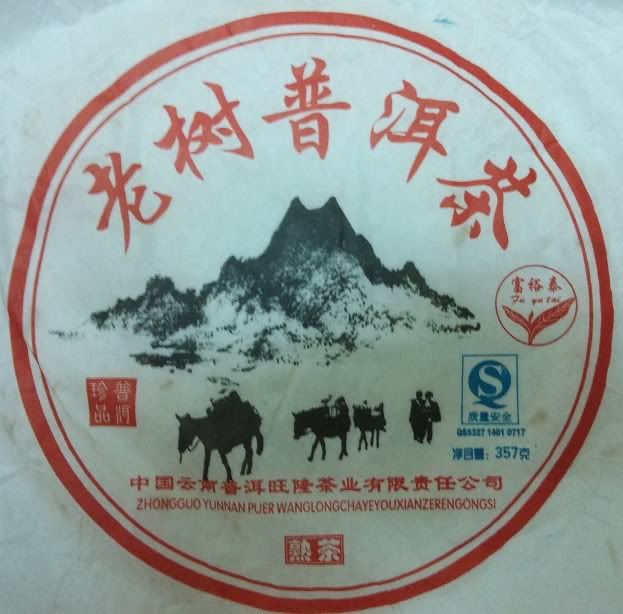 老树普洱茶
富裕泰
Fu yu tai
普洱
珍品
QS
质量安全
QS5327 1401 0717
净含量：357克
中国云南普洱旺隆茶业有限责任公司
ZHONGGUO YUNNAN PUER WANGLONGCHAYEYOUXIANZERENGONGSI
熟茶